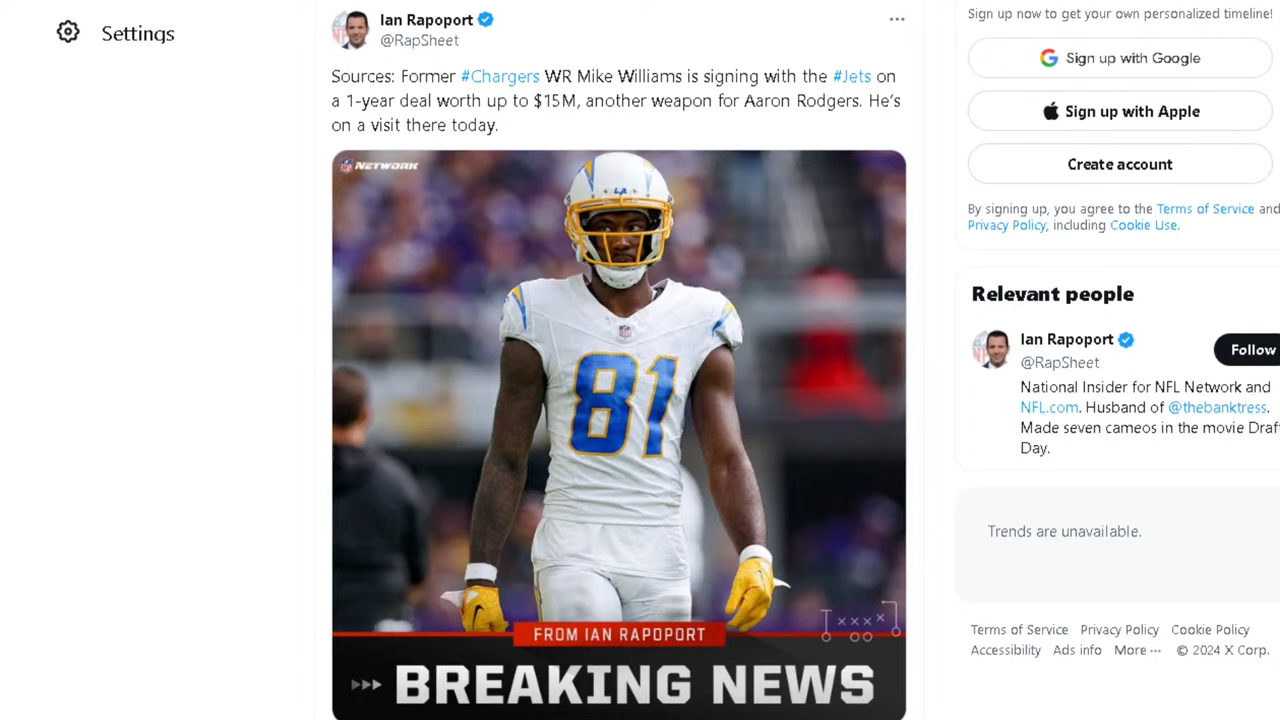 Settings
Ian Rapoport
@RapSheet
Sources: Former #Chargers WR Mike Williams is signing with the #Jets on
a 1-year deal worth up to $15M, another weapon for Aaron Rodgers. He's
on a visit there today.
NFL NETWORK
LA
NFL
81
FROM IAN RAPOPORT
BREAKING NEWS
Sign up now to get your own personalized timeline!
Sign up with Google
Sign up with Apple
Create account
By signing up, you agree to the Terms of Service and
Privacy Policy, including Cookie Use.
Relevant people
Ian Rapoport
@RapSheet
Follow
National Insider for NFL Network and
NFL.com. Husband of @thebanktress.
Made seven cameos in the movie Draft
Day.
Trends are unavailable.
Terms of Service Privacy Policy Cookie Policy
Accessibility Ads info More ··· © 2024 X Corp.